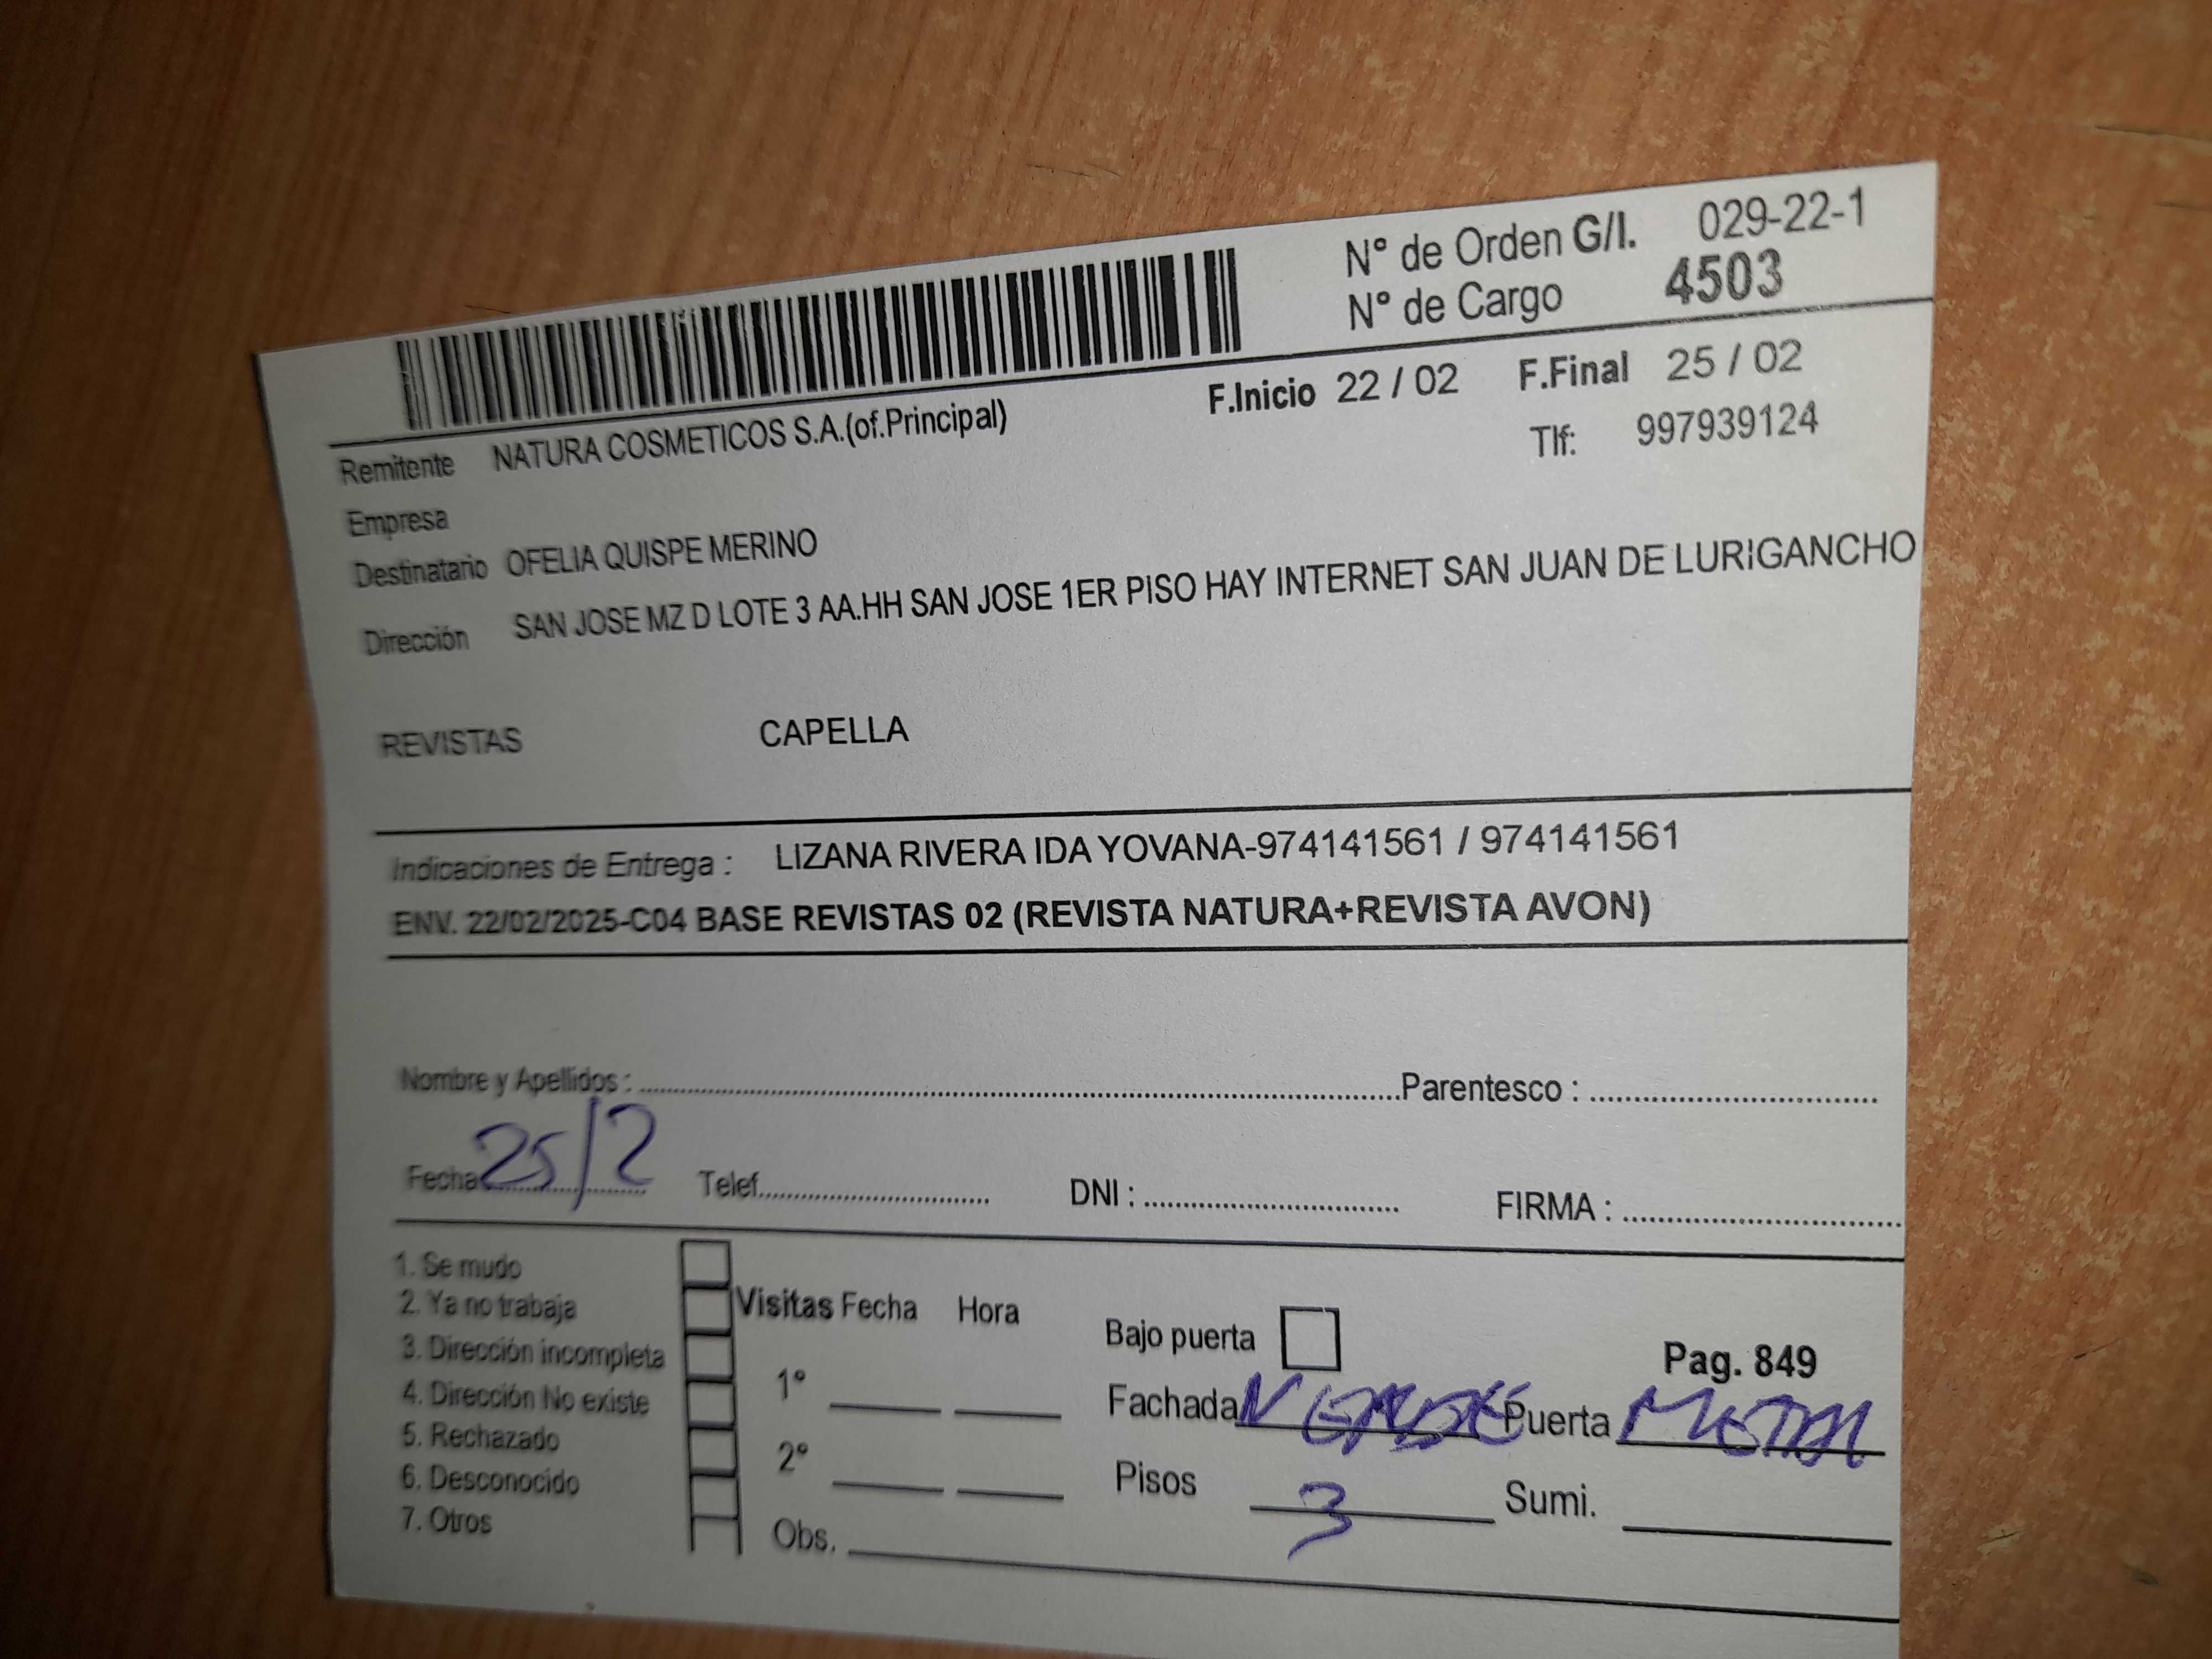 N° de Orden G/I. 029-22-1
N° de Cargo 4503
F.Inicio 22 / 02 F.Final 25 / 02
Remitente NATURA COSMETICOS S.A.(of.Principal) Tlf: 997939124
Empresa
Destinatario OFELIA QUISPE MERINO
Dirección SAN JOSE MZ D LOTE 3 AA.HH SAN JOSE 1ER PISO HAY INTERNET SAN JUAN DE LURIGANCHO
REVISTAS CAPELLA
Indicaciones de Entrega : LIZANA RIVERA IDA YOVANA-974141561 / 974141561
ENV. 22/02/2025-C04 BASE REVISTAS 02 (REVISTA NATURA+REVISTA AVON)
Nombre y Apellidos : Parentesco :
Fecha 25/2 Telef. DNI : FIRMA :
1. Se mudo
2. Ya no trabaja
3. Dirección incompleta
4. Dirección No existe
5. Rechazado
6. Desconocido
7. Otros
Visitas Fecha Hora
1°
2°
Obs.
Bajo puerta
Pag. 849
Fachada Puerta METAL
Pisos 3 Sumi.